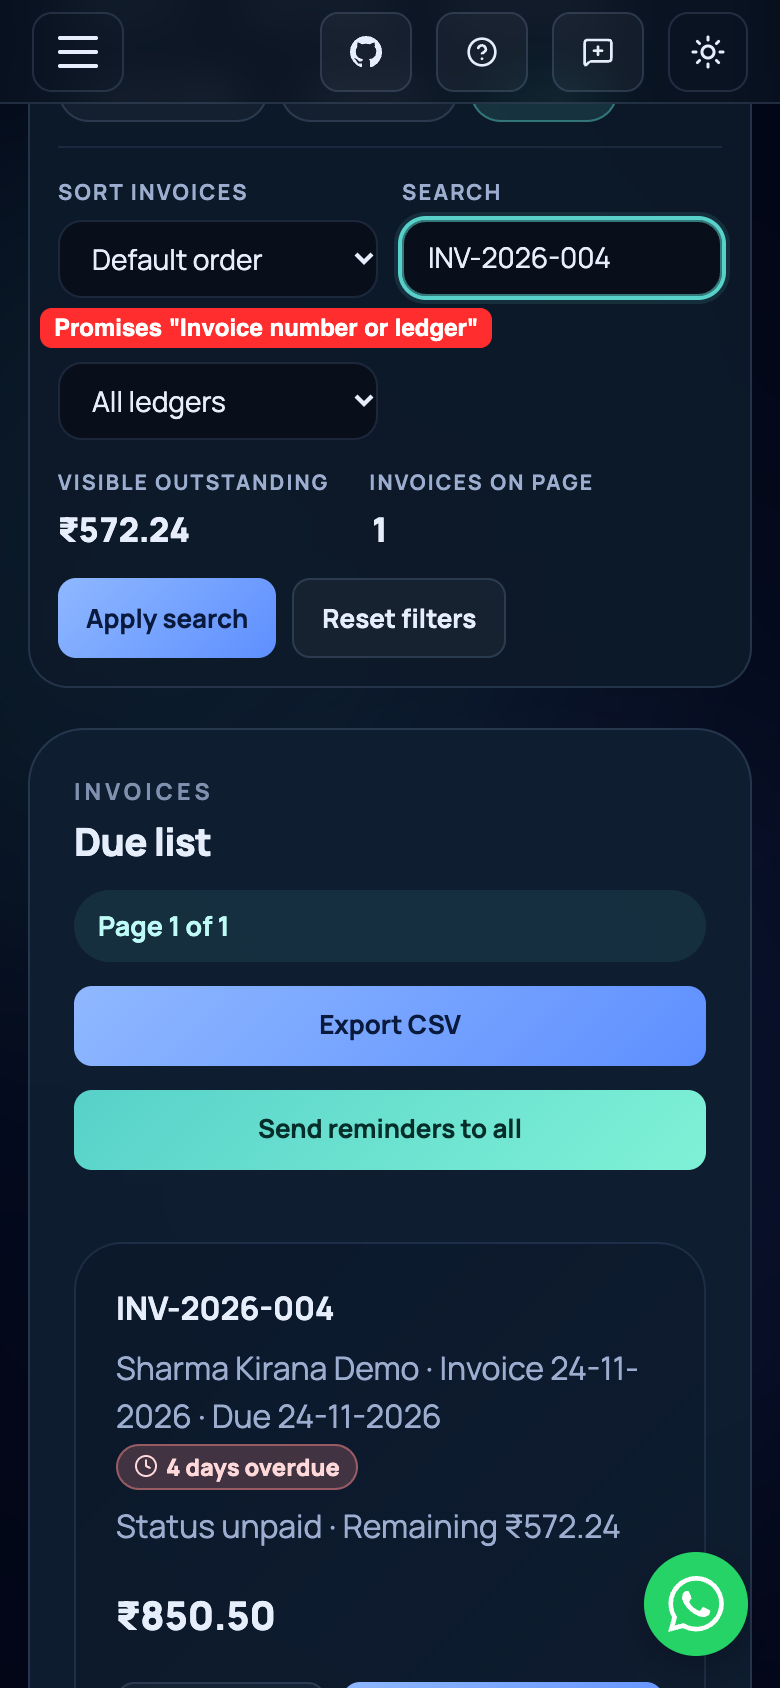 SORT INVOICES
SEARCH
Default order
INV-2026-004
Promises "Invoice number or ledger"
All ledgers
VISIBLE OUTSTANDING
INVOICES ON PAGE
₹572.24
1
Apply search
Reset filters
INVOICES
Due list
Page 1 of 1
Export CSV
Send reminders to all
INV-2026-004
Sharma Kirana Demo · Invoice 24-11-
2026 · Due 24-11-2026
4 days overdue
Status unpaid · Remaining ₹572.24
₹850.50